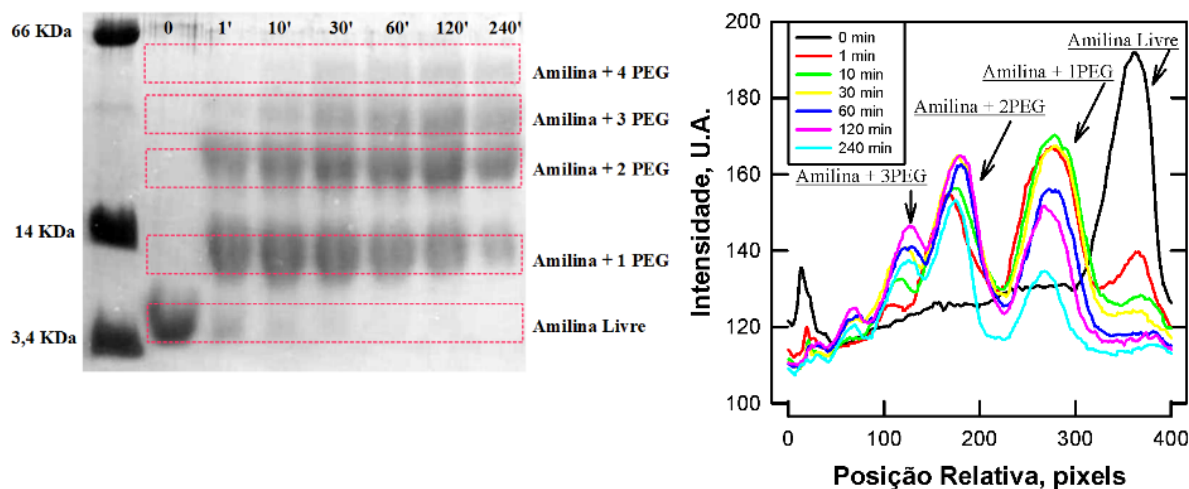 66 KDa
14 KDa
3,4 KDa
0 1' 10' 30' 60' 120' 240'
Amilina + 4 PEG
Amilina + 3 PEG
Amilina + 2 PEG
Amilina + 1 PEG
Amilina Livre
200
180
160
140
120
100
Intensidade, U.A.
0 min
1 min
10 min
30 min
60 min
120 min
240 min
Amilina Livre
Amilina + 1PEG
Amilina + 2PEG
Amilina + 3PEG
0 100 200 300 400
Posição Relativa, pixels